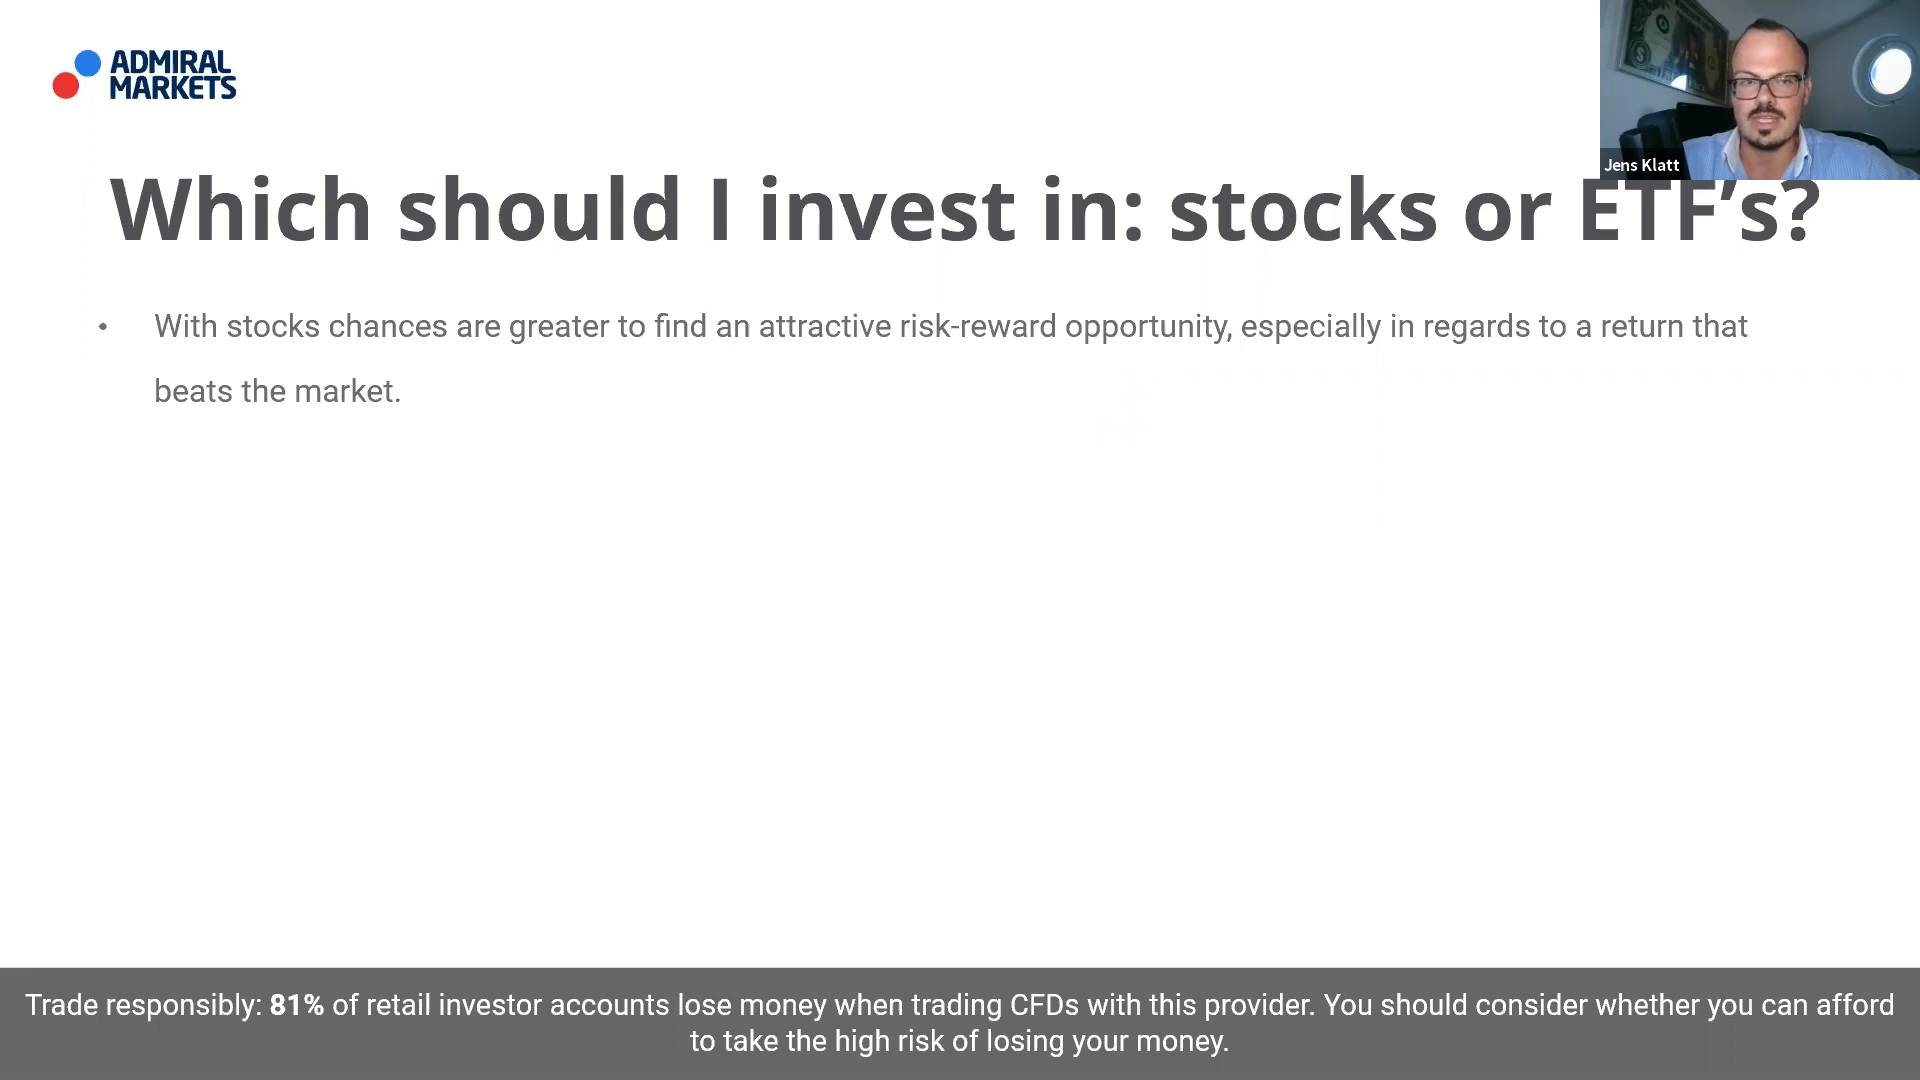 ADMIRAL
MARKETS
Jens Klatt
Which should I invest in: stocks or ETF’s?
• With stocks chances are greater to find an attractive risk-reward opportunity, especially in regards to a return that
beats the market.
Trade responsibly: 81% of retail investor accounts lose money when trading CFDs with this provider. You should consider whether you can afford
to take the high risk of losing your money.